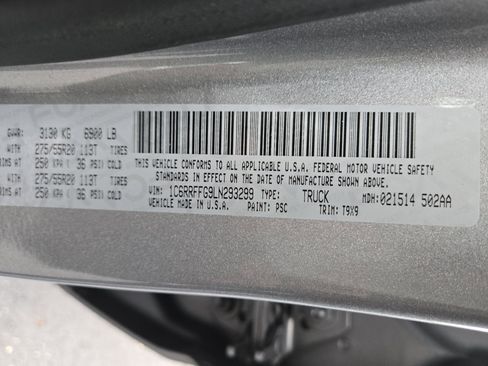 GVWR: 3130 KG 6900 LB
WITH 275/55R20 113T TIRES
RIMS AT 250 KPA/ 36 PSI COLD
WITH 275/55R20 113T TIRES
RIMS AT 250 KPA/ 36 PSI COLD
THIS VEHICLE CONFORMS TO ALL APPLICABLE U.S.A. FEDERAL MOTOR VEHICLE SAFETY
STANDARDS IN EFFECT ON THE DATE OF MANUFACTURE SHOWN ABOVE.
VIN: 1C6RRFFG9LN293299 TYPE: TRUCK MDH: 021514 502AA
MADE IN U.S.A. PAINT: PSC TRIM: T9X9